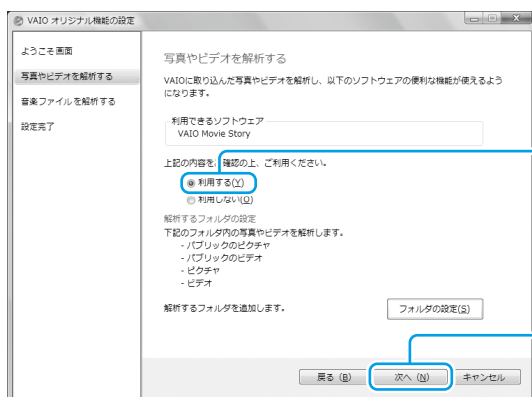 VAIO オリジナル機能の設定
ようこそ画面
写真やビデオを解析する
音楽ファイルを解析する
設定完了
写真やビデオを解析する
VAIOに取り込んだ写真やビデオを解析し、以下のソフトウェアの便利な機能が使えるよう
になります。
利用できるソフトウェア
VAIO Movie Story
上記の内容をご確認の上、ご利用ください。
利用する(Y)
利用しない(O)
解析するフォルダの設定
下記のフォルダ内の写真やビデオを解析します。
- パブリックのピクチャ
- パブリックのビデオ
- ピクチャ
- ビデオ
解析するフォルダを追加します。
フォルダの設定(S)
戻る (B)
次へ (N)
キャンセル